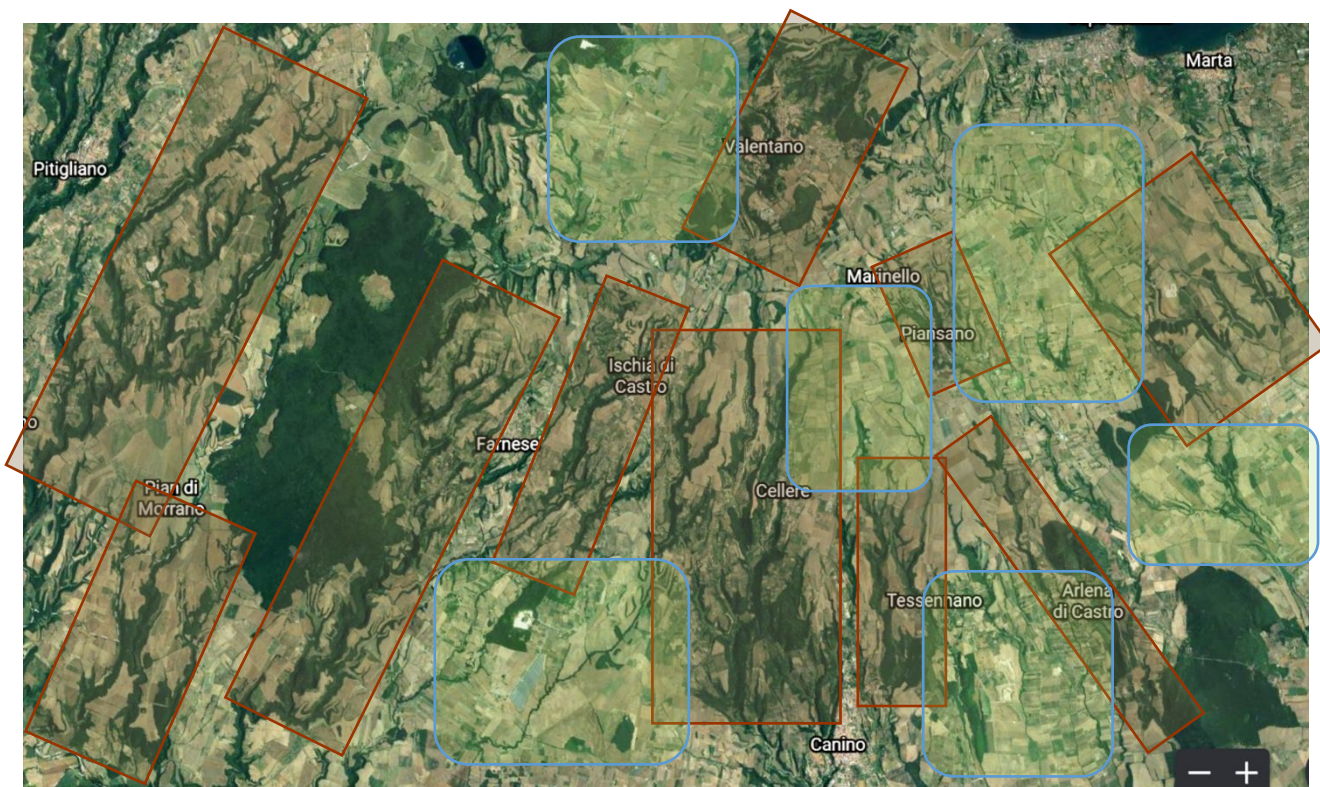 Marta
Pitigliano
Valentano
Marinello
Piansano
Ischia di
Castro
Farnese
Pian di
Morrano
Cellere
Tessennano
Arlena
di Castro
Canino
− +